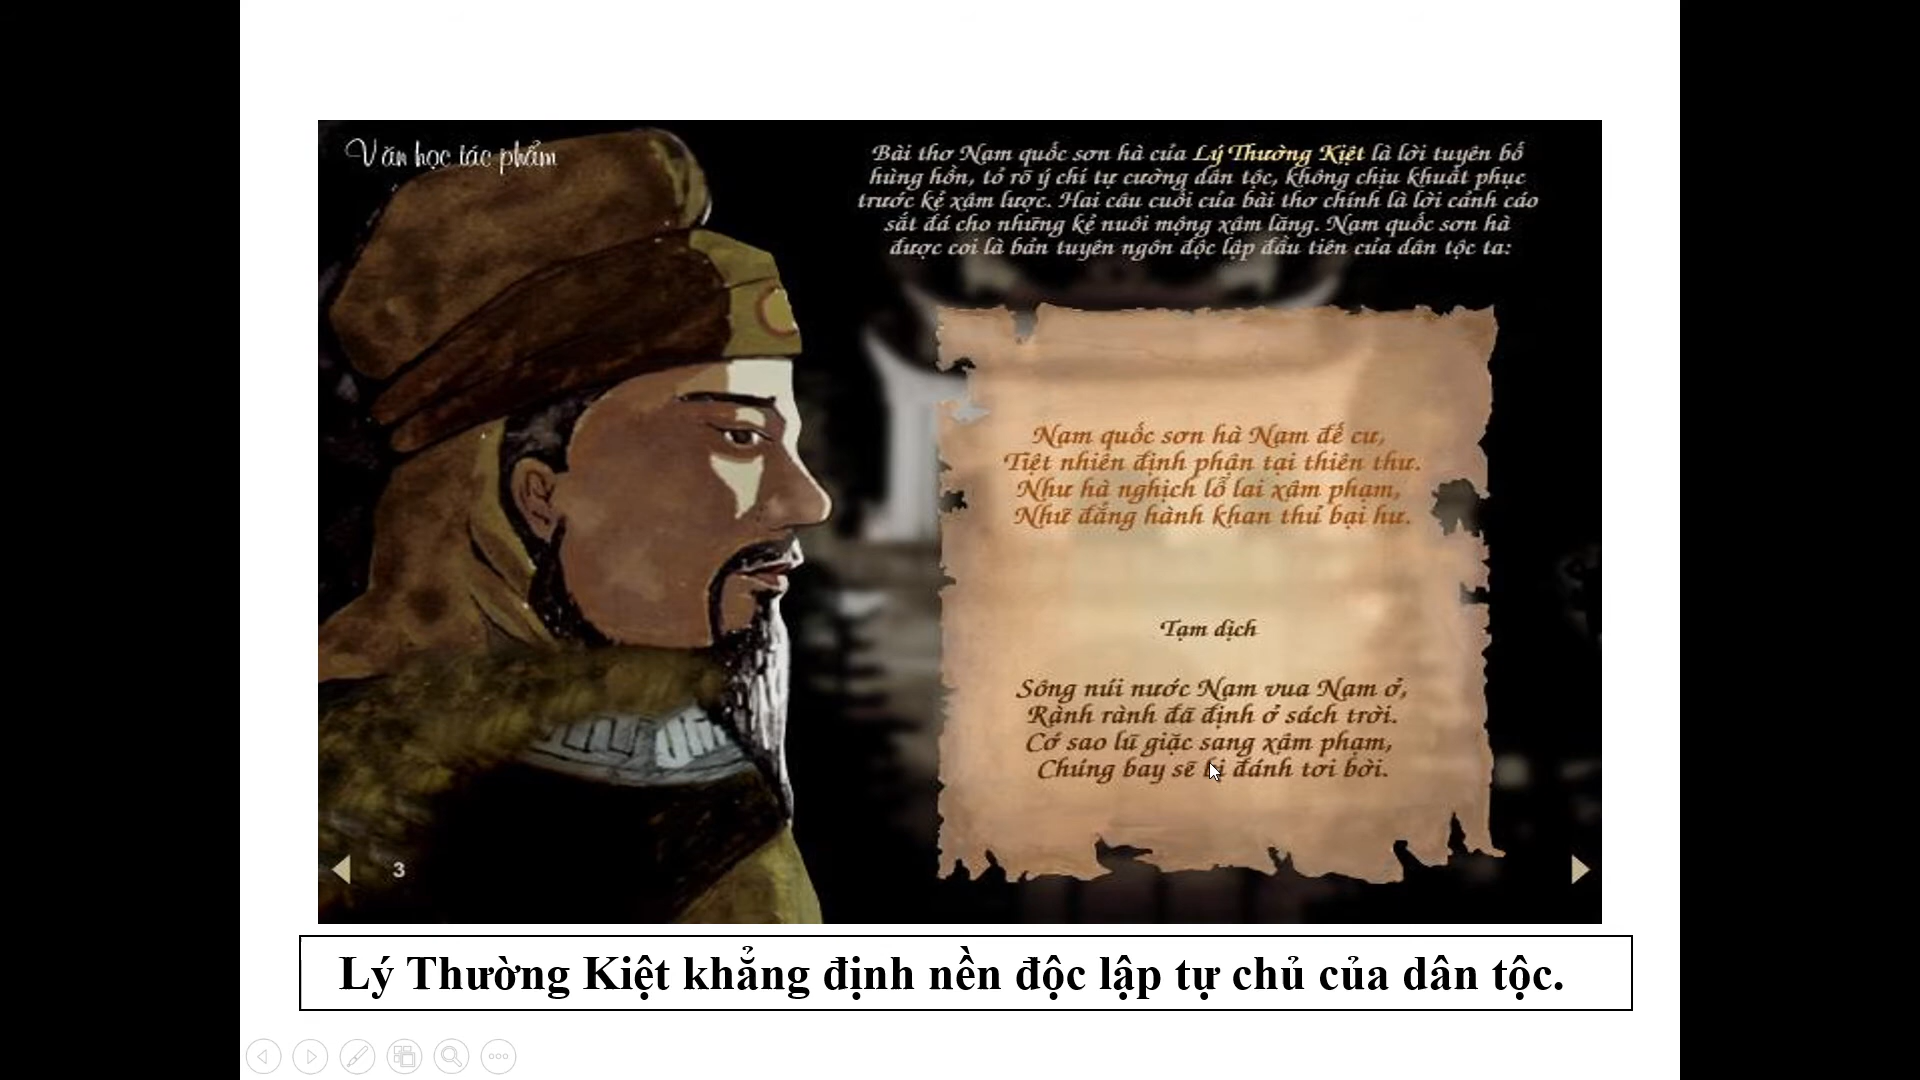 Văn học tác phẩm
Bài thơ Nam quốc sơn hà của Lý Thường Kiệt là lời tuyên bố
hùng hồn, tỏ rõ ý chí tự cường dân tộc, không chịu khuất phục
trước kẻ xâm lược. Hai câu cuối của bài thơ chính là lời cảnh cáo
sắt đá cho những kẻ nuôi mộng xâm lăng. Nam quốc sơn hà
được coi là bản tuyên ngôn độc lập đầu tiên của dân tộc ta:
Nam quốc sơn hà Nam đế cư,
Tiệt nhiên định phận tại thiên thư.
Như hà nghịch lỗ lai xâm phạm,
Nhữ đẳng hành khan thủ bại hư.
Tạm dịch
Sông núi nước Nam vua Nam ở,
Rành rành đã định ở sách trời.
Cớ sao lũ giặc sang xâm phạm,
Chúng bay sẽ bị đánh tơi bời.
3
Lý Thường Kiệt khẳng định nền độc lập tự chủ của dân tộc.